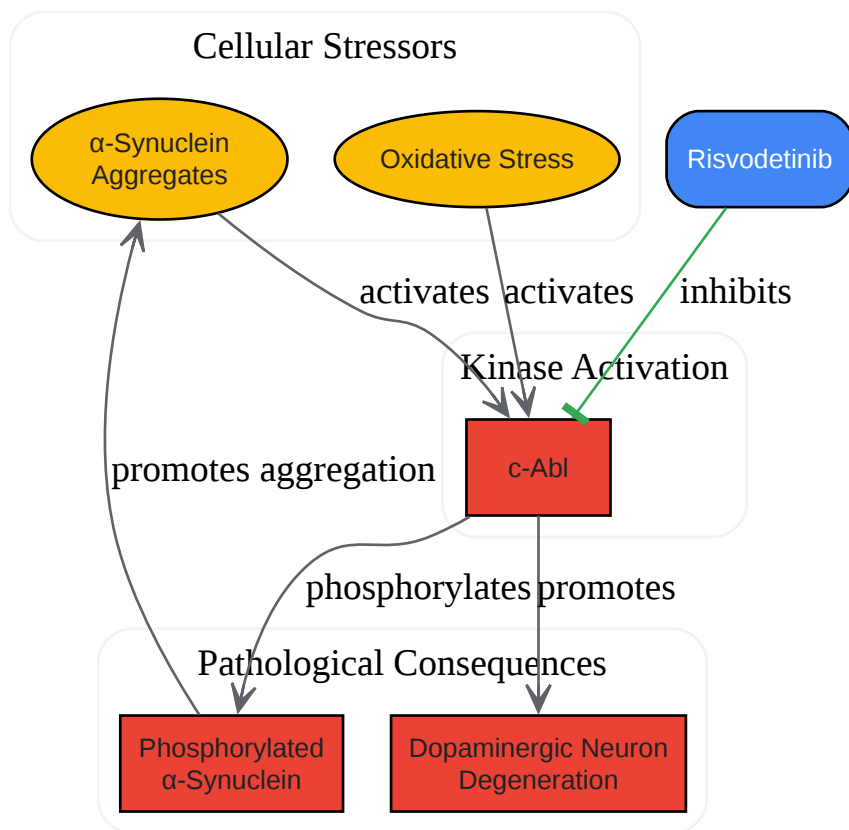 Cellular Stressors
α-Synuclein
Aggregates
Oxidative Stress
Risvodetinib
activates
activates
inhibits
Kinase Activation
c-Abl
promotes aggregation
phosphorylates
promotes
Pathological Consequences
Phosphorylated
α-Synuclein
Dopaminergic Neuron
Degeneration